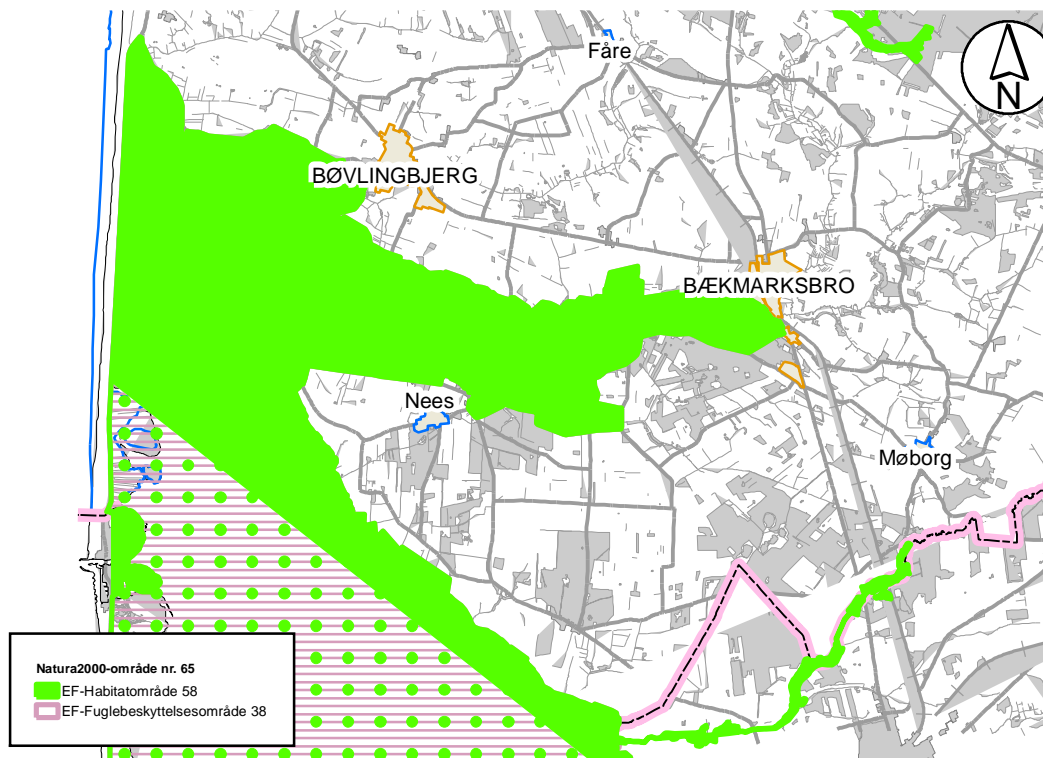 Fåre
N
BØVLINGBJERG
BÆKMARKSBRO
Nees
Møborg
Natura2000-område nr. 65
EF-Habitatområde 58
EF-Fuglebeskyttelsesområde 38